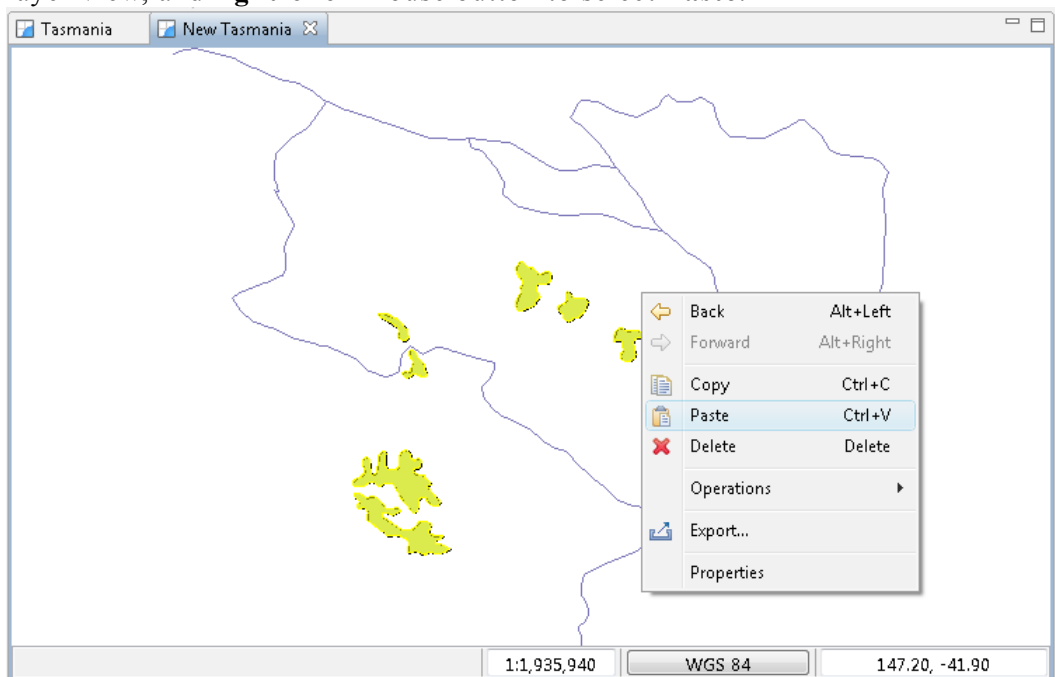 Tasmania New Tasmania
Back Alt+Left
Forward Alt+Right
Copy Ctrl+C
Paste Ctrl+V
Delete Delete
Operations
Export...
Properties
1:1,935,940 WGS 84 147.20, -41.90